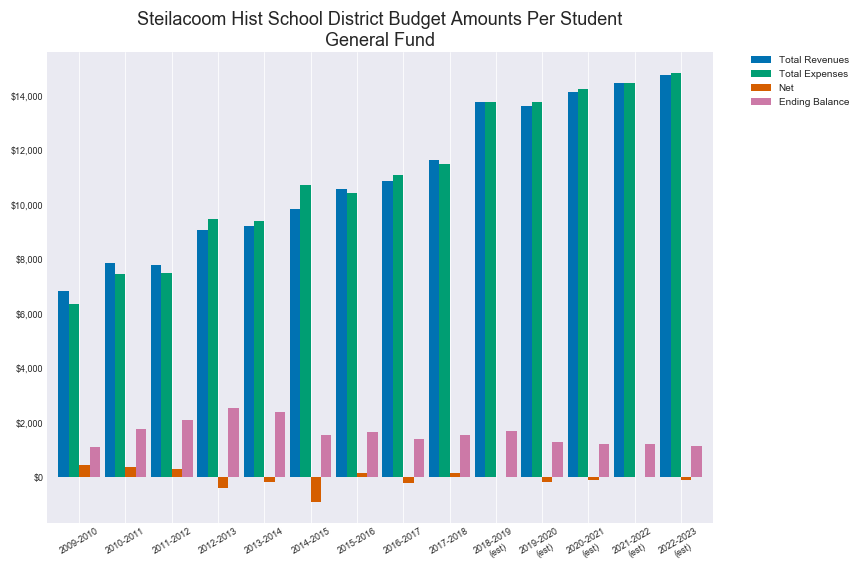 Steilacoom Hist School District Budget Amounts Per Student
General Fund
Total Revenues
Total Expenses
Net
Ending Balance
$14,000
$12,000
$10,000
$8,000
$6,000
$4,000
$2,000
$0
2009-2010
2010-2011
2011-2012
2012-2013
2013-2014
2014-2015
2015-2016
2016-2017
2017-2018
2018-2019
(est)
2019-2020
(est)
2020-2021
(est)
2021-2022
(est)
2022-2023
(est)